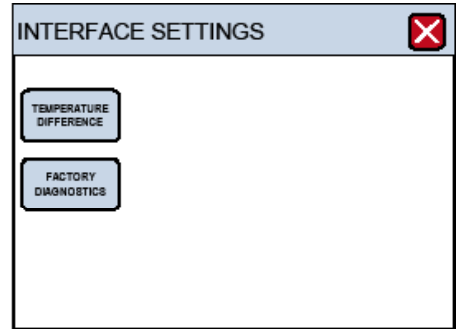 INTERFACE SETTINGS
TEMPERATURE
DIFFERENCE
FACTORY
DIAGNOSTICS